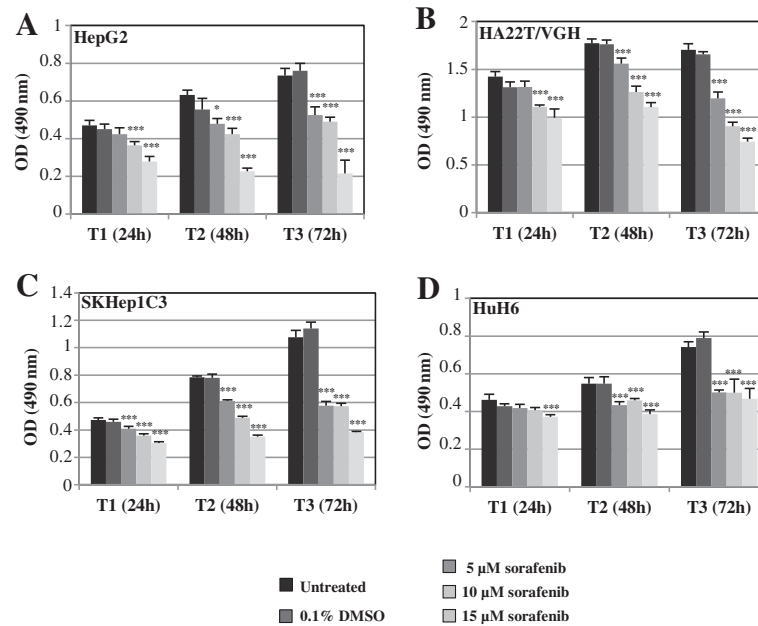 A
HepG2
OD (490 nm)
1
0.8
0.6
0.4
0.2
0
*** ***
* *** ***
*** *** ***
T1 (24h) T2 (48h) T3 (72h)
B
HA22T/VGH
OD (490 nm)
2
1.5
1
0.5
0
*** ***
*** *** ***
*** *** ***
T1 (24h) T2 (48h) T3 (72h)
C
SKHep1C3
OD (490 nm)
1.4
1.2
1
0.8
0.6
0.4
0.2
0
*** *** ***
*** *** ***
*** *** ***
T1 (24h) T2 (48h) T3 (72h)
D
HuH6
OD (490 nm)
1
0.8
0.6
0.4
0.2
0
***
*** *** ***
*** *** ***
T1 (24h) T2 (48h) T3 (72h)
Untreated
0.1% DMSO
5 µM sorafenib
10 µM sorafenib
15 µM sorafenib